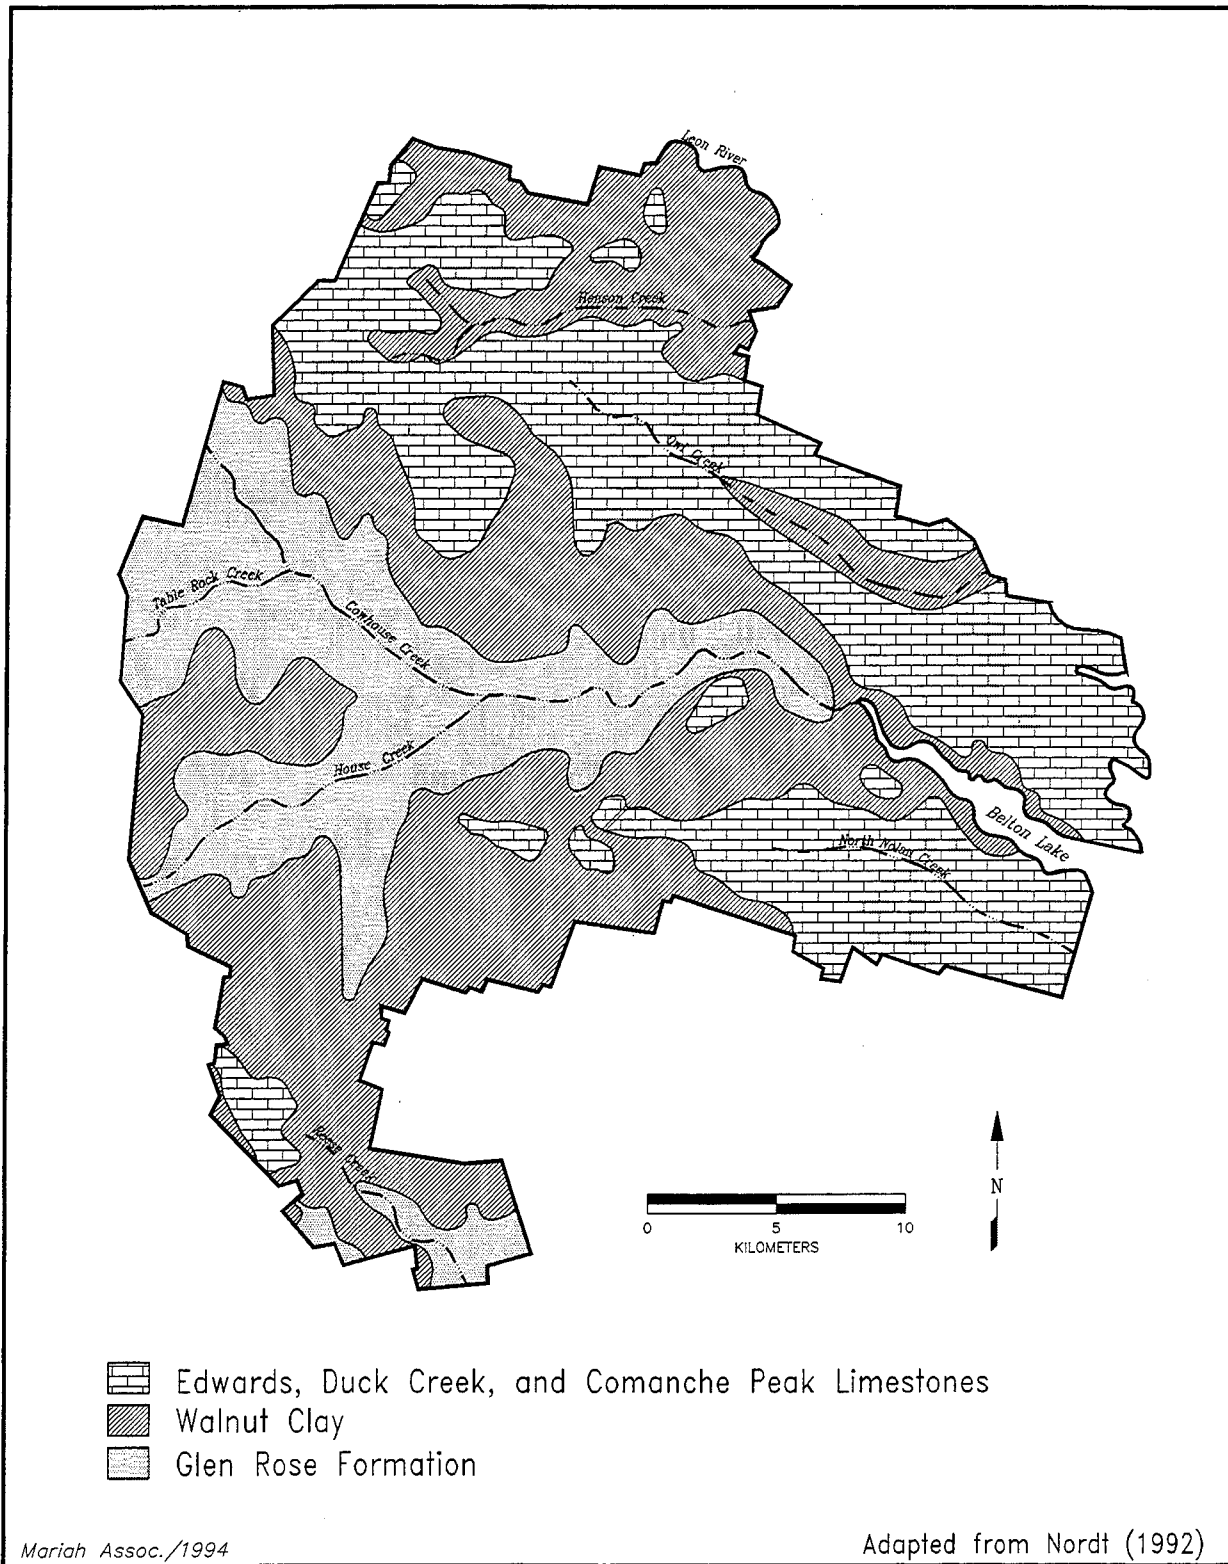 Leon River
Henson Creek
Owl Creek
Table Rock Creek
Cowhouse Creek
House Creek
Belton Lake
North Nolan Creek
Reese Creek
N
0 5 10
KILOMETERS
Edwards, Duck Creek, and Comanche Peak Limestones
Walnut Clay
Glen Rose Formation
Mariah Assoc./1994
Adapted from Nordt (1992)